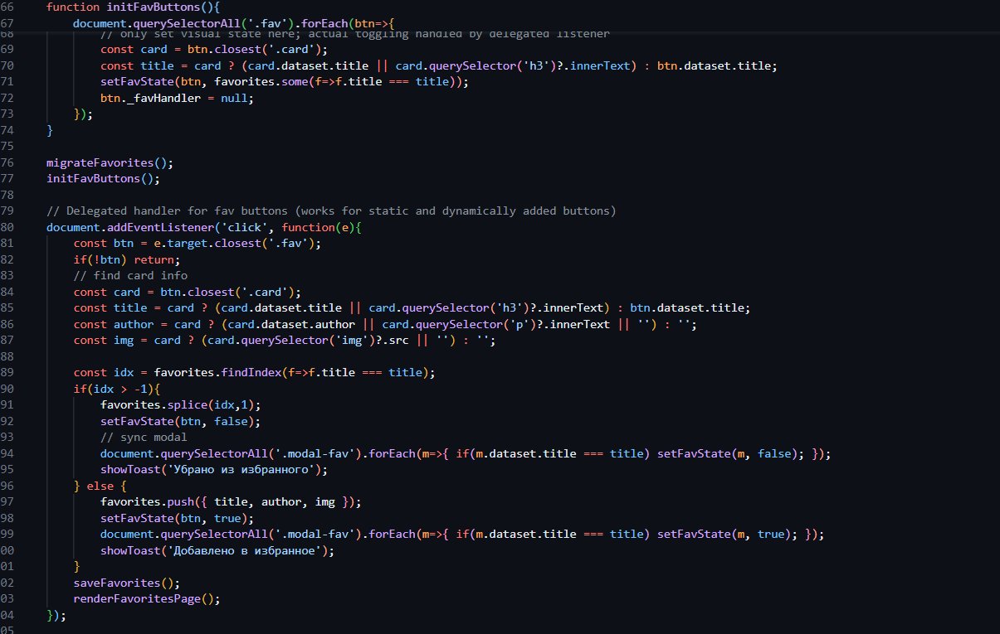 66 function initFavButtons(){
67 document.querySelectorAll('.fav').forEach(btn=>{
68 // only set visual state here; actual toggling handled by delegated listener
69 const card = btn.closest('.card');
70 const title = card ? (card.dataset.title || card.querySelector('h3')?.innerText) : btn.dataset.title;
71 setFavState(btn, favorites.some(f=>f.title === title));
72 btn._favHandler = null;
73 });
74 }
75
76 migrateFavorites();
77 initFavButtons();
78
79 // Delegated handler for fav buttons (works for static and dynamically added buttons)
80 document.addEventListener('click', function(e){
81 const btn = e.target.closest('.fav');
82 if(!btn) return;
83 // find card info
84 const card = btn.closest('.card');
85 const title = card ? (card.dataset.title || card.querySelector('h3')?.innerText) : btn.dataset.title;
86 const author = card ? (card.dataset.author || card.querySelector('p')?.innerText || '') : '';
87 const img = card ? (card.querySelector('img')?.src || '') : '';
88
89 const idx = favorites.findIndex(f=>f.title === title);
90 if(idx > -1){
91 favorites.splice(idx,1);
92 setFavState(btn, false);
93 // sync modal
94 document.querySelectorAll('.modal-fav').forEach(m=>{ if(m.dataset.title === title) setFavState(m, false); });
95 showToast('Убрано из избранного');
96 } else {
97 favorites.push({ title, author, img });
98 setFavState(btn, true);
99 document.querySelectorAll('.modal-fav').forEach(m=>{ if(m.dataset.title === title) setFavState(m, true); });
00 showToast('Добавлено в избранное');
01 }
02 saveFavorites();
03 renderFavoritesPage();
04 });
05